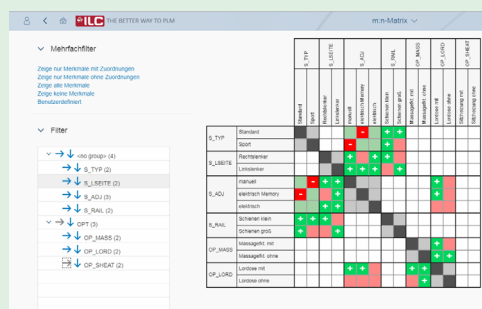 ILC THE BETTER WAY TO PLM
m:n-Matrix
Mehrfachfilter
Zeige nur Merkmale mit Zuordnungen
Zeige nur Merkmale ohne Zuordnungen
Zeige alle Merkmale
Zeige keine Merkmale
Benutzerdefiniert
Filter
<no group> (4)
S_TYP (2)
S_LSEITE (2)
S_ADJ (3)
S_RAIL (2)
OPT (3)
OP_MASS (2)
OP_LORD (2)
OP_SHEAT (2)
S_TYP
S_LSEITE
S_ADJ
S_RAIL
OP_MASS
OP_LORD
OP_SHEAT
Standard
Sport
Rechtslenker
Linkslenker
manuell
elektrisch Memory
elektrisch
Schienen klein
Schienen groß
Massagefkt. mit
Massagefkt. ohne
Lordose mit
Lordose ohne
Sitzheizung mit
Sitzheizung ohne
S_TYP
Standard
Sport
S_LSEITE
Rechtslenker
Linkslenker
S_ADJ
manuell
elektrisch Memory
elektrisch
S_RAIL
Schienen klein
Schienen groß
OP_MASS
Massagefkt. mit
Massagefkt. ohne
OP_LORD
Lordose mit
Lordose ohne